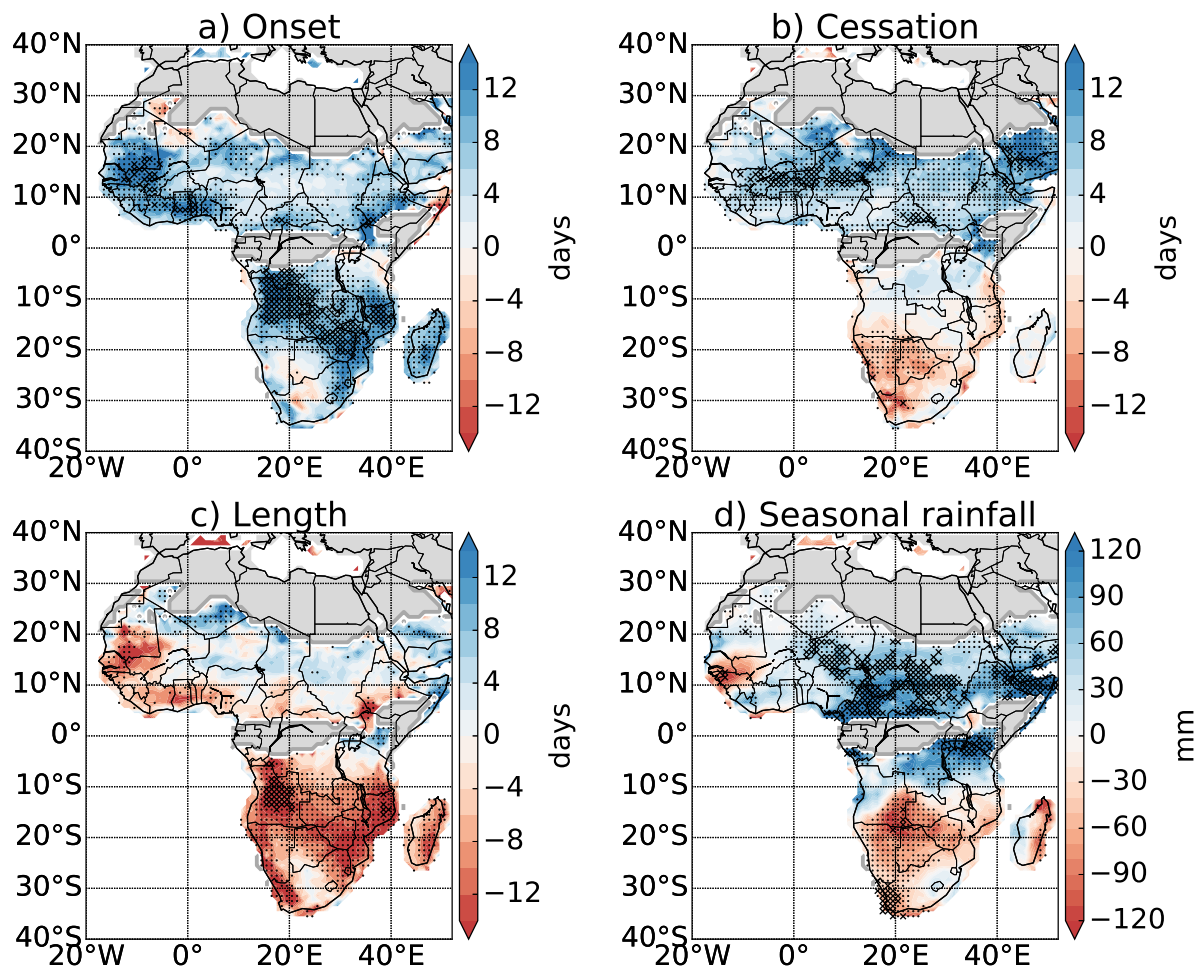 a) Onset
40°N
30°N
20°N
10°N
0°
10°S
20°S
30°S
40°S
20°W 0° 20°E 40°E
12
8
4
0
−4
−8
−12
days
b) Cessation
40°N
30°N
20°N
10°N
0°
10°S
20°S
30°S
40°S
20°W 0° 20°E 40°E
12
8
4
0
−4
−8
−12
days
c) Length
40°N
30°N
20°N
10°N
0°
10°S
20°S
30°S
40°S
20°W 0° 20°E 40°E
12
8
4
0
−4
−8
−12
days
d) Seasonal rainfall
40°N
30°N
20°N
10°N
0°
10°S
20°S
30°S
40°S
20°W 0° 20°E 40°E
120
90
60
30
0
−30
−60
−90
−120
mm